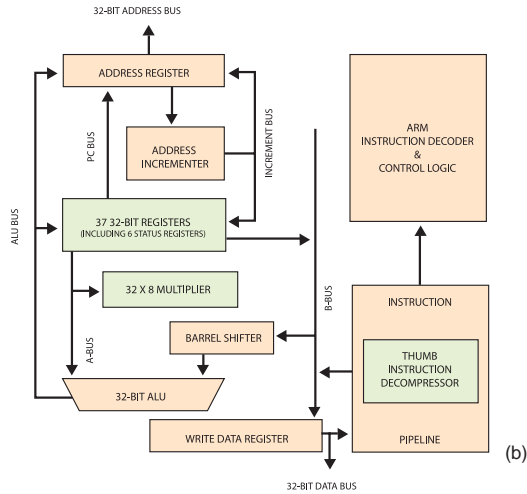 32-BIT ADDRESS BUS
ADDRESS REGISTER
ALU BUS
PC BUS
INCREMENT BUS
ADDRESS
INCREMENTER
ARM
INSTRUCTION DECODER
&
CONTROL LOGIC
37 32-BIT REGISTERS
(INCLUDING 6 STATUS REGISTERS)
32 X 8 MULTIPLIER
A-BUS
B-BUS
BARREL SHIFTER
32-BIT ALU
WRITE DATA REGISTER
INSTRUCTION
THUMB
INSTRUCTION
DECOMPRESSOR
PIPELINE
32-BIT DATA BUS
(b)